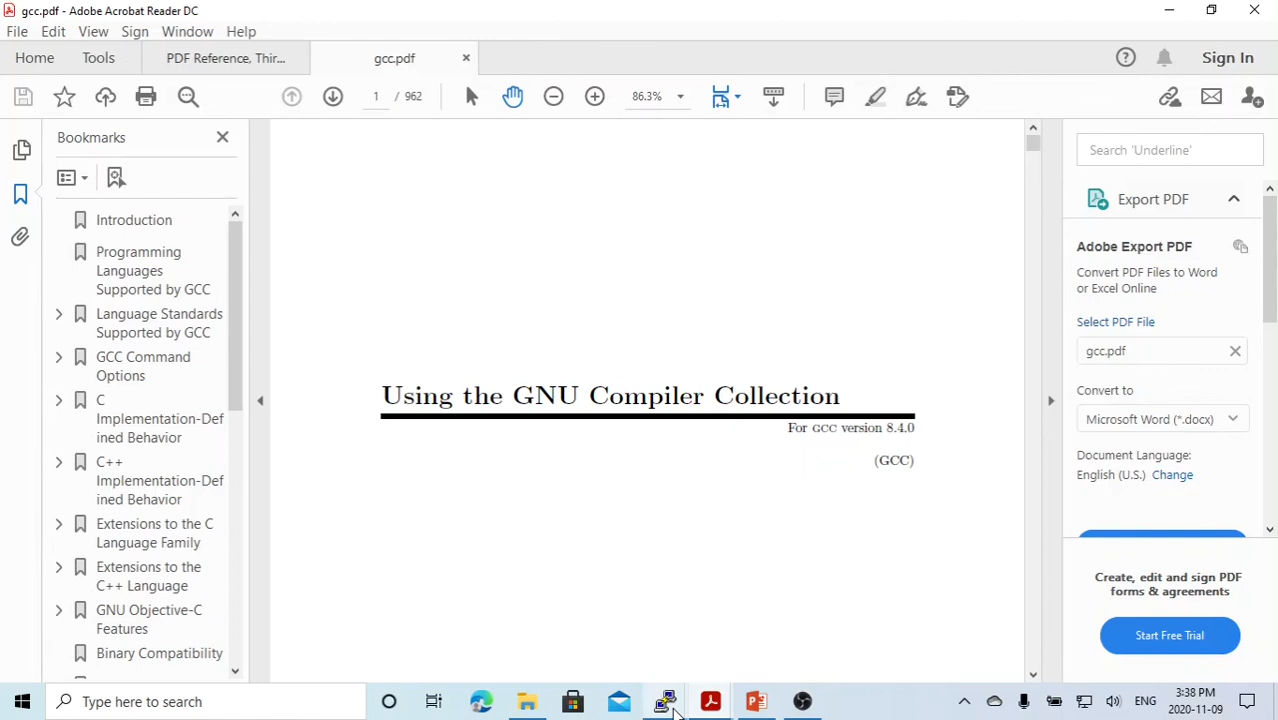 gcc.pdf - Adobe Acrobat Reader DC
File Edit View Sign Window Help
Home Tools PDF Reference, Thir... gcc.pdf Sign In
1 / 962 86.3%
Bookmarks
Introduction
Programming
Languages
Supported by GCC
Language Standards
Supported by GCC
GCC Command
Options
C
Implementation-Def
ined Behavior
C++
Implementation-Def
ined Behavior
Extensions to the C
Language Family
Extensions to the
C++ Language
GNU Objective-C
Features
Binary Compatibility
Using the GNU Compiler Collection
For GCC version 8.4.0
(GCC)
Search 'Underline'
Export PDF
Adobe Export PDF
Convert PDF Files to Word
or Excel Online
Select PDF File
gcc.pdf
Convert to
Microsoft Word (*.docx)
Document Language:
English (U.S.) Change
Create, edit and sign PDF
forms & agreements
Start Free Trial
Type here to search
ENG
3:38 PM
2020-11-09